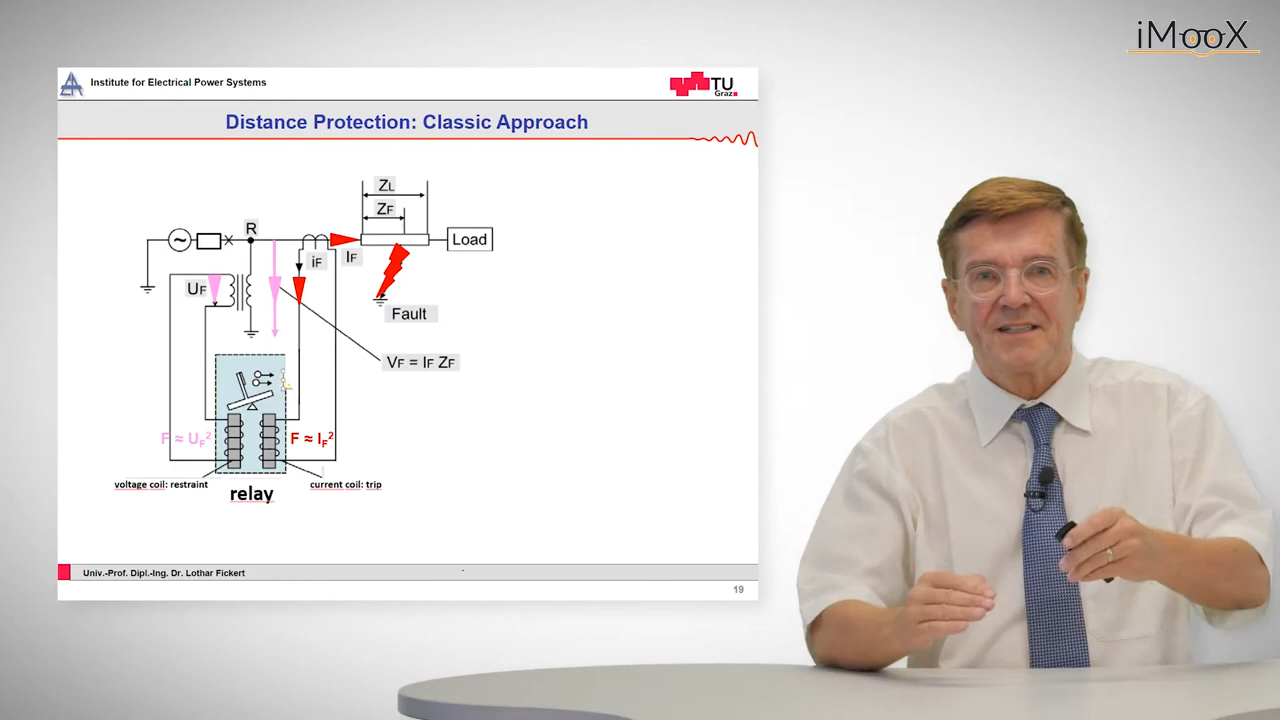 iMooX
Institute for Electrical Power Systems
TU
Graz
Distance Protection: Classic Approach
ZL
ZF
R
~
IF
iF
Load
UF
Fault
VF = IF ZF
F ≈ UF²
F ≈ IF²
voltage coil: restraint
current coil: trip
relay
Univ.-Prof. Dipl.-Ing. Dr. Lothar Fickert
19